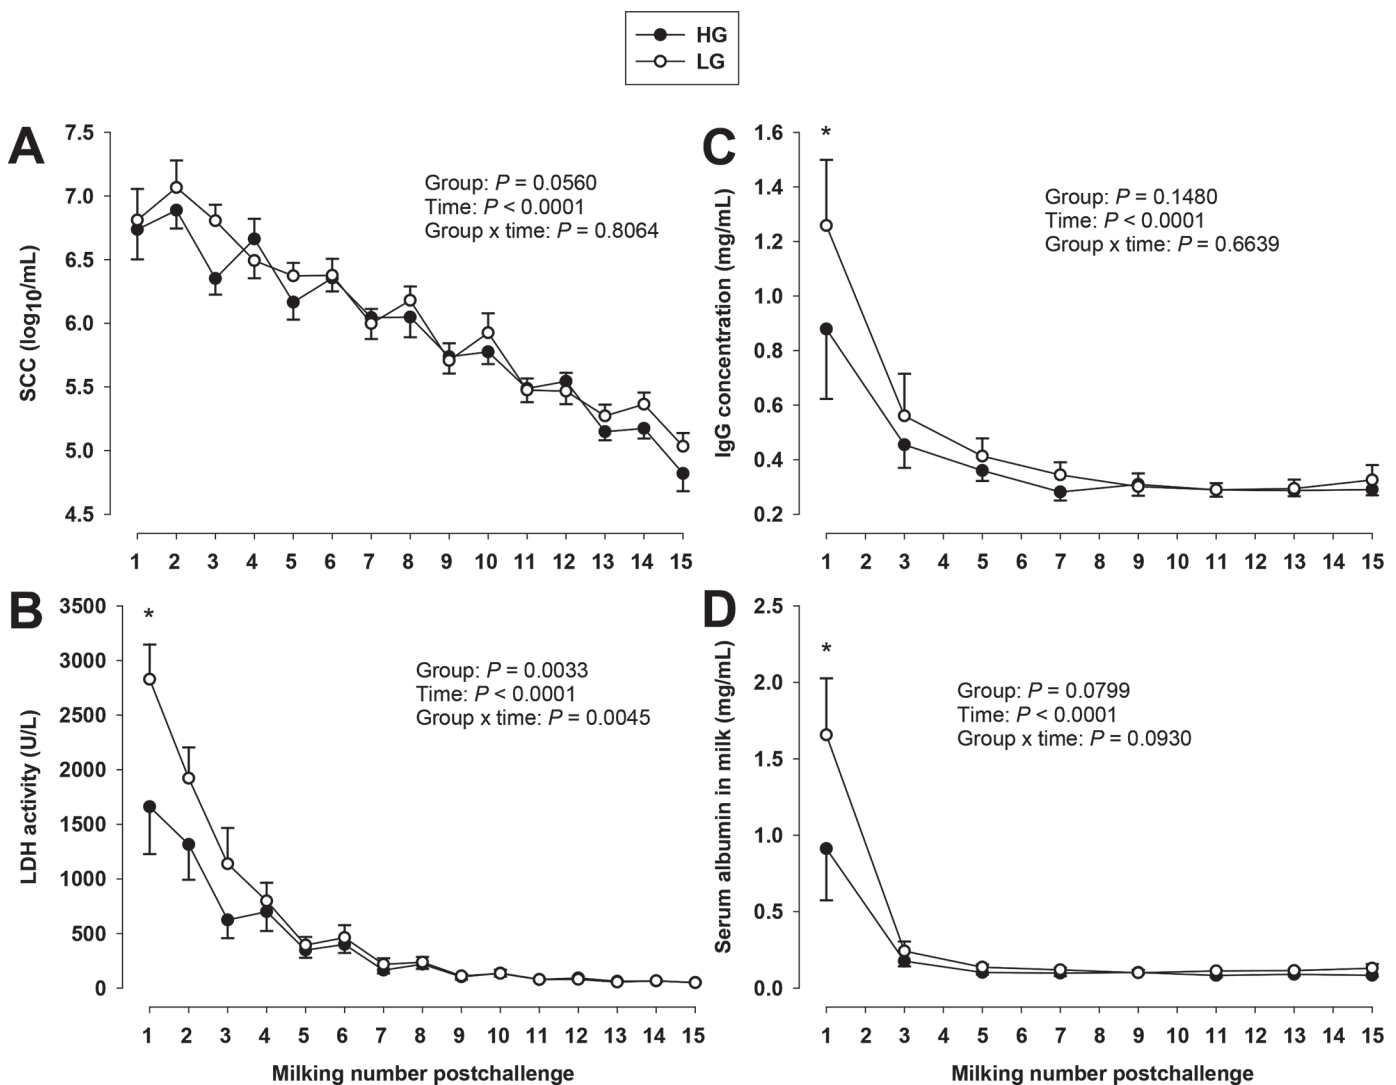 HG
LG
A
SCC (log10/mL)
7.5
7.0
6.5
6.0
5.5
5.0
4.5
Group: P = 0.0560
Time: P < 0.0001
Group x time: P = 0.8064
1 2 3 4 5 6 7 8 9 10 11 12 13 14 15
C
IgG concentration (mg/mL)
1.6
1.4
1.2
1.0
0.8
0.6
0.4
0.2
*
Group: P = 0.1480
Time: P < 0.0001
Group x time: P = 0.6639
1 2 3 4 5 6 7 8 9 10 11 12 13 14 15
B
LDH activity (U/L)
3500
3000
2500
2000
1500
1000
500
0
*
Group: P = 0.0033
Time: P < 0.0001
Group x time: P = 0.0045
1 2 3 4 5 6 7 8 9 10 11 12 13 14 15
Milking number postchallenge
D
Serum albumin in milk (mg/mL)
2.5
2.0
1.5
1.0
0.5
0.0
*
Group: P = 0.0799
Time: P < 0.0001
Group x time: P = 0.0930
1 2 3 4 5 6 7 8 9 10 11 12 13 14 15
Milking number postchallenge